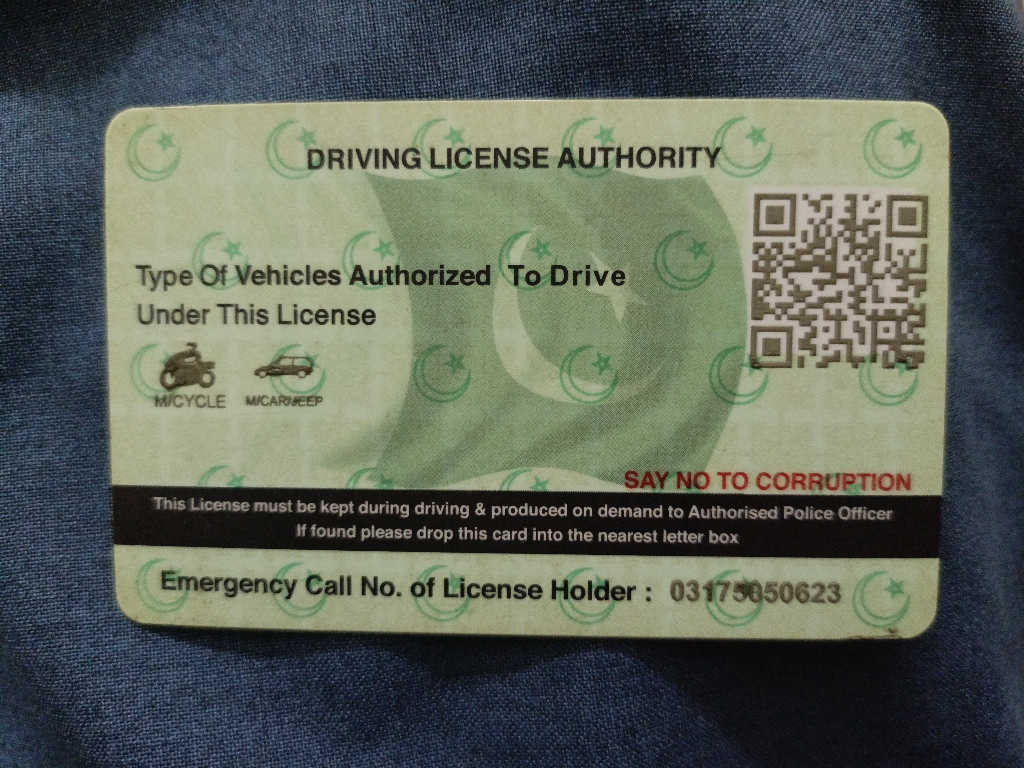 DRIVING LICENSE AUTHORITY
Type Of Vehicles Authorized To Drive
Under This License
M/CYCLE M/CAR/JEEP
SAY NO TO CORRUPTION
This License must be kept during driving & produced on demand to Authorised Police Officer
If found please drop this card into the nearest letter box
Emergency Call No. of License Holder : 03175050623